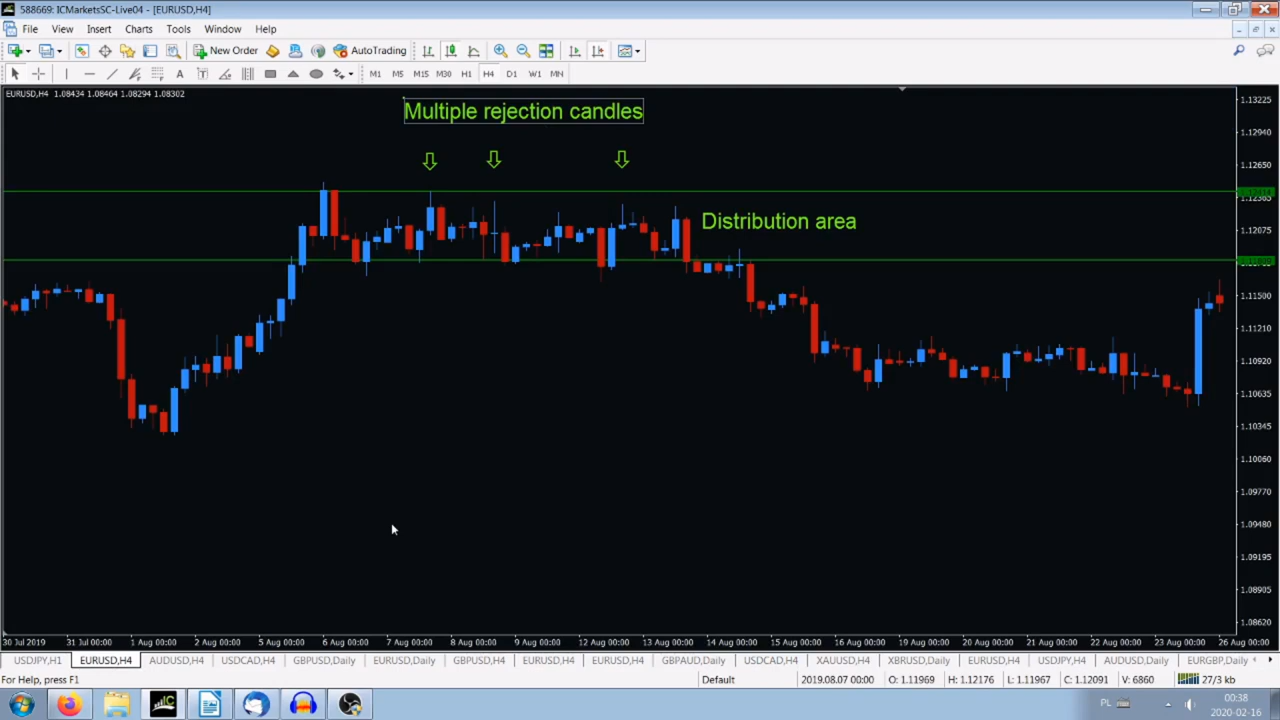 588669: ICMarketsSC-Live04 - [EURUSD,H4]
File View Insert Charts Tools Window Help
New Order AutoTrading
A T M1 M5 M15 M30 H1 H4 D1 W1 MN
EURUSD,H4 1.08434 1.08464 1.08294 1.08302
Multiple rejection candles
Distribution area
1.13225
1.12940
1.12650
1.12365
1.12075
1.11500
1.11210
1.10920
1.10635
1.10345
1.10060
1.09770
1.09480
1.09195
1.08905
1.08620
30 Jul 2019 31 Jul 00:00 1 Aug 00:00 2 Aug 00:00 5 Aug 00:00 6 Aug 00:00 7 Aug 00:00 8 Aug 00:00 9 Aug 00:00 12 Aug 00:00 13 Aug 00:00 14 Aug 00:00 15 Aug 00:00 16 Aug 00:00 19 Aug 00:00 20 Aug 00:00 21 Aug 00:00 22 Aug 00:00 23 Aug 00:00 26 Aug 00:00
USDJPY,H1 EURUSD,H4 AUDUSD,H4 USDCAD,H4 GBPUSD,Daily EURUSD,Daily GBPUSD,H4 EURUSD,H4 EURUSD,H4 GBPAUD,Daily USDCAD,H4 XAUUSD,H4 XBRUSD,Daily EURUSD,H4 USDJPY,H4 AUDUSD,Daily EURGBP,Daily
For Help, press F1 Default 2019.08.07 00:00 O: 1.11969 H: 1.12176 L: 1.11967 C: 1.12091 V: 6860 27/3 kb
IC PL 00:38
2020-02-16